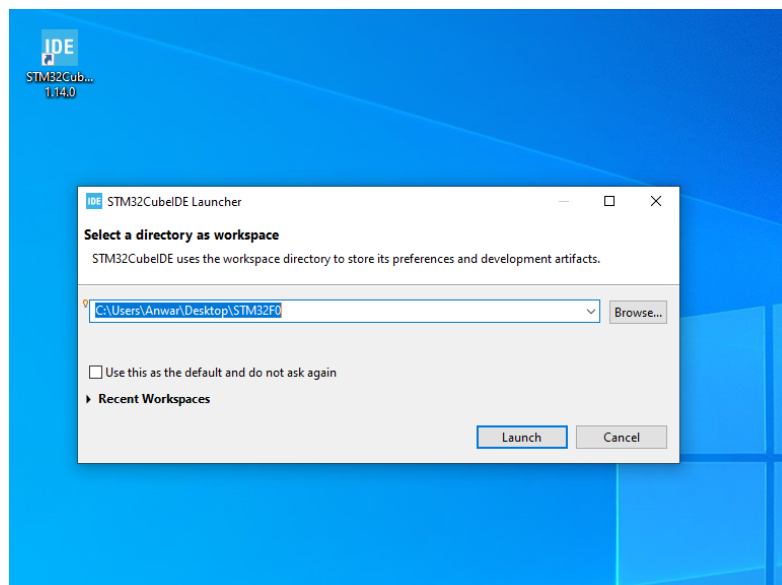 IDE
STM32Cub...
1.14.0
IDE STM32CubeIDE Launcher
Select a directory as workspace
STM32CubeIDE uses the workspace directory to store its preferences and development artifacts.
C:\Users\Anwar\Desktop\STM32F0
Browse...
Use this as the default and do not ask again
Recent Workspaces
Launch Cancel